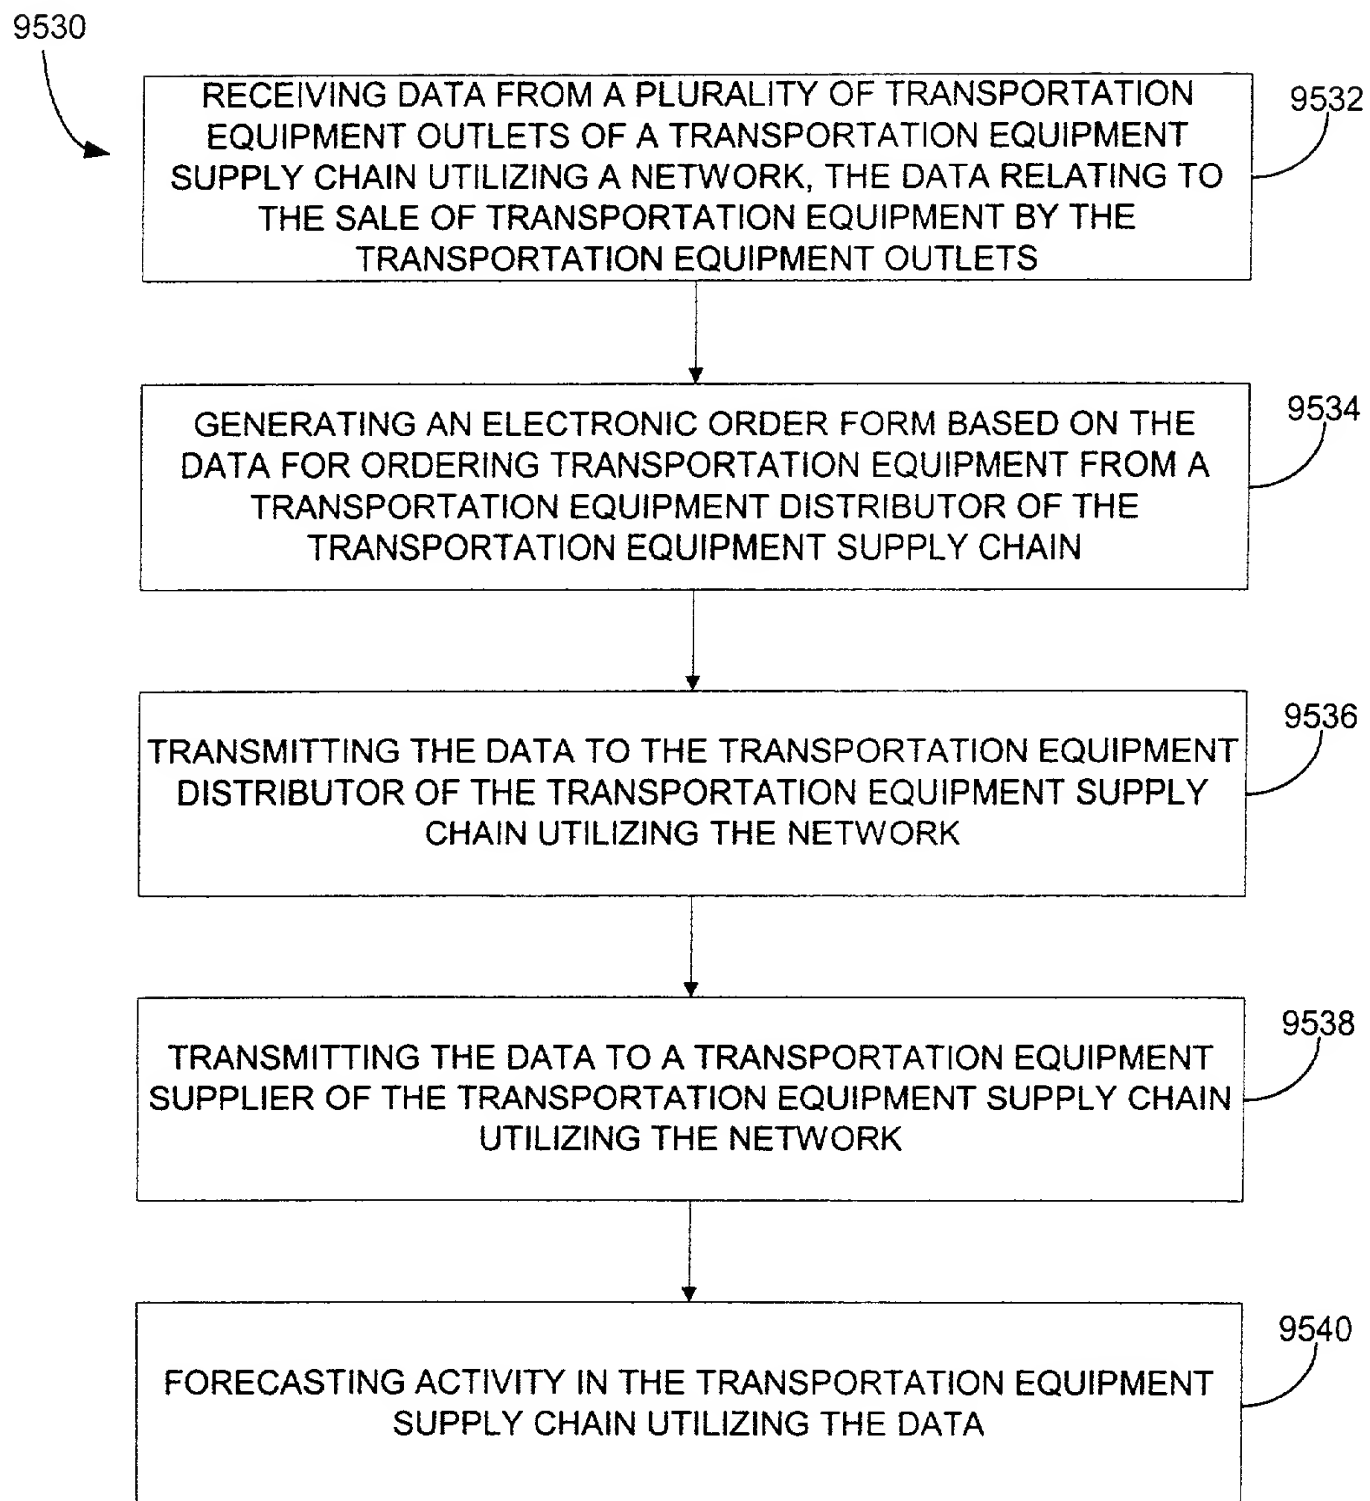 9530
RECEIVING DATA FROM A PLURALITY OF TRANSPORTATION
EQUIPMENT OUTLETS OF A TRANSPORTATION EQUIPMENT
SUPPLY CHAIN UTILIZING A NETWORK, THE DATA RELATING TO
THE SALE OF TRANSPORTATION EQUIPMENT BY THE
TRANSPORTATION EQUIPMENT OUTLETS
9532
GENERATING AN ELECTRONIC ORDER FORM BASED ON THE
DATA FOR ORDERING TRANSPORTATION EQUIPMENT FROM A
TRANSPORTATION EQUIPMENT DISTRIBUTOR OF THE
TRANSPORTATION EQUIPMENT SUPPLY CHAIN
9534
TRANSMITTING THE DATA TO THE TRANSPORTATION EQUIPMENT
DISTRIBUTOR OF THE TRANSPORTATION EQUIPMENT SUPPLY
CHAIN UTILIZING THE NETWORK
9536
TRANSMITTING THE DATA TO A TRANSPORTATION EQUIPMENT
SUPPLIER OF THE TRANSPORTATION EQUIPMENT SUPPLY CHAIN
UTILIZING THE NETWORK
9538
FORECASTING ACTIVITY IN THE TRANSPORTATION EQUIPMENT
SUPPLY CHAIN UTILIZING THE DATA
9540